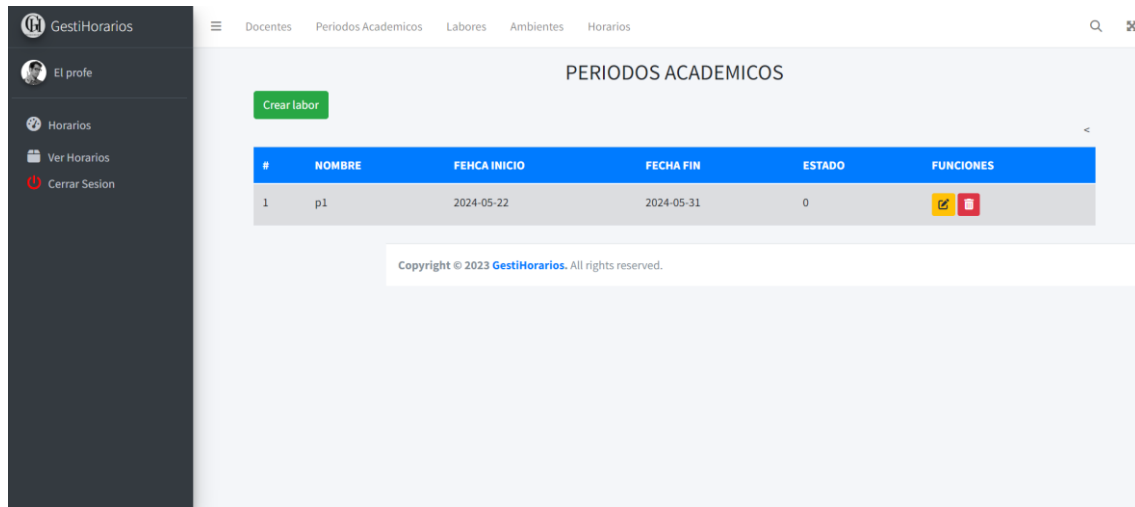 GestiHorarios
Docentes Periodos Academicos Labores Ambientes Horarios
El profe
Horarios
Ver Horarios
Cerrar Sesion
PERIODOS ACADEMICOS
Crear labor
<
# NOMBRE FEHCA INICIO FECHA FIN ESTADO FUNCIONES
1 p1 2024-05-22 2024-05-31 0
Copyright © 2023 GestiHorarios. All rights reserved.